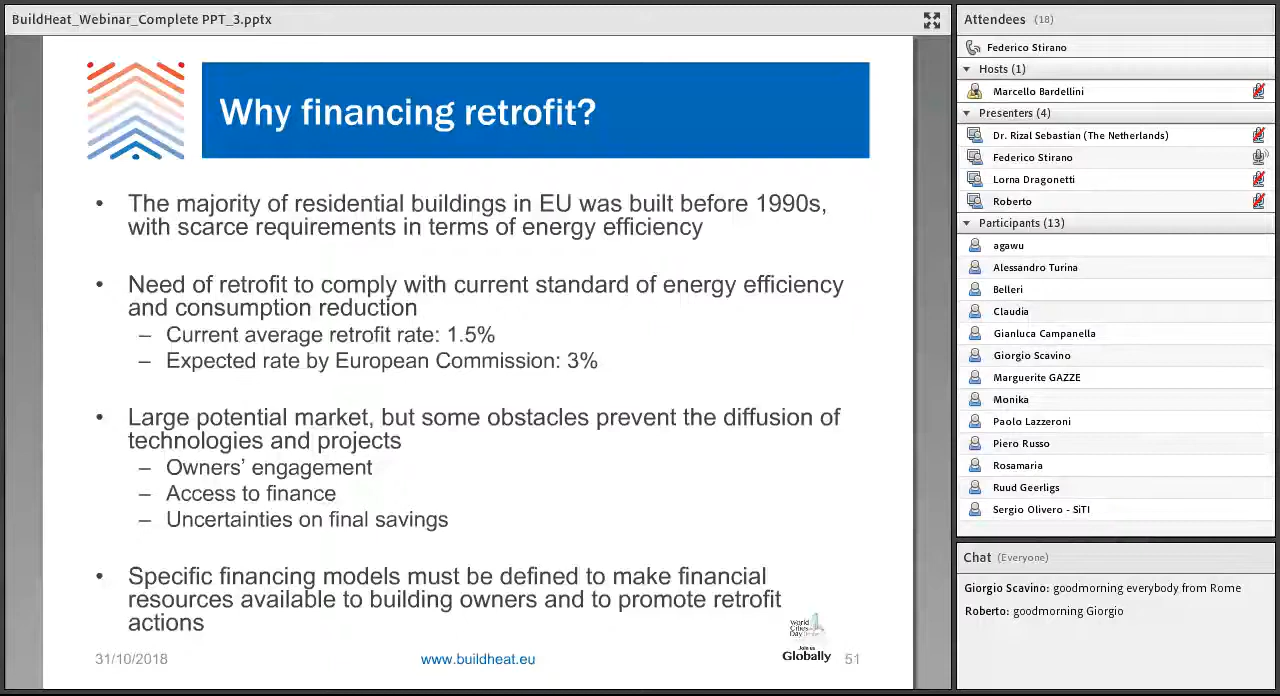 BuildHeat_Webinar_Complete PPT_3.pptx
Why financing retrofit?
• The majority of residential buildings in EU was built before 1990s,
with scarce requirements in terms of energy efficiency
• Need of retrofit to comply with current standard of energy efficiency
and consumption reduction
– Current average retrofit rate: 1.5%
– Expected rate by European Commission: 3%
• Large potential market, but some obstacles prevent the diffusion of
technologies and projects
– Owners’ engagement
– Access to finance
– Uncertainties on final savings
• Specific financing models must be defined to make financial
resources available to building owners and to promote retrofit
actions
World
Cities
Day
Join us
Globally
31/10/2018
www.buildheat.eu
51
Attendees (18)
Federico Stirano
Hosts (1)
Marcello Bardellini
Presenters (4)
Dr. Rizal Sebastian (The Netherlands)
Federico Stirano
Lorna Dragonetti
Roberto
Participants (13)
agawu
Alessandro Turina
Belleri
Claudia
Gianluca Campanella
Giorgio Scavino
Marguerite GAZZE
Monika
Paolo Lazzeroni
Piero Russo
Rosamaria
Ruud Geerligs
Sergio Olivero - SiTI
Chat (Everyone)
Giorgio Scavino: goodmorning everybody from Rome
Roberto: goodmorning Giorgio